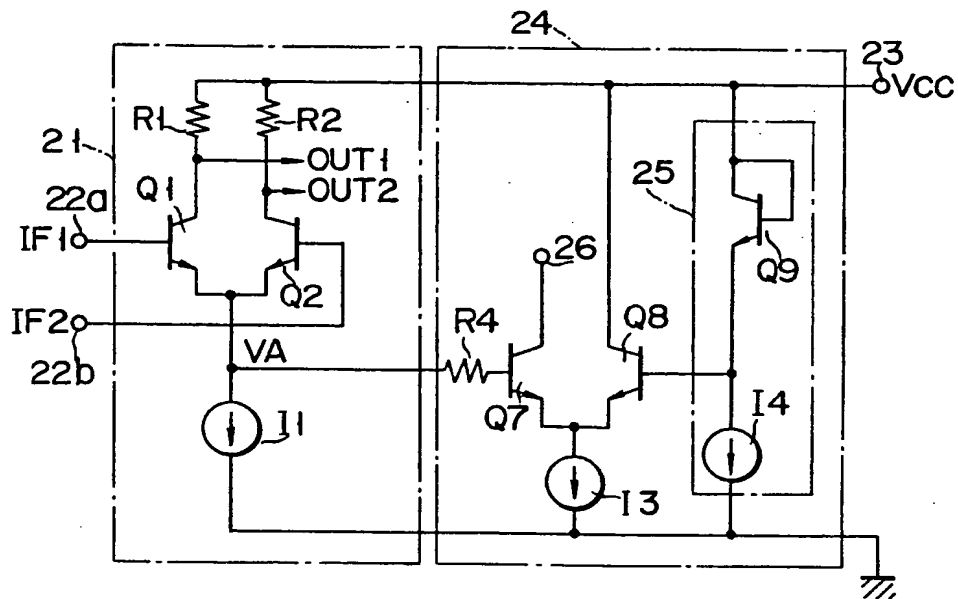 24
23
VCC
R1
R2
21
OUT1
OUT2
25
Q1
22a
IF1
26
Q9
Q2
IF2
R4
Q8
22b
VA
Q7
I1
I4
I3